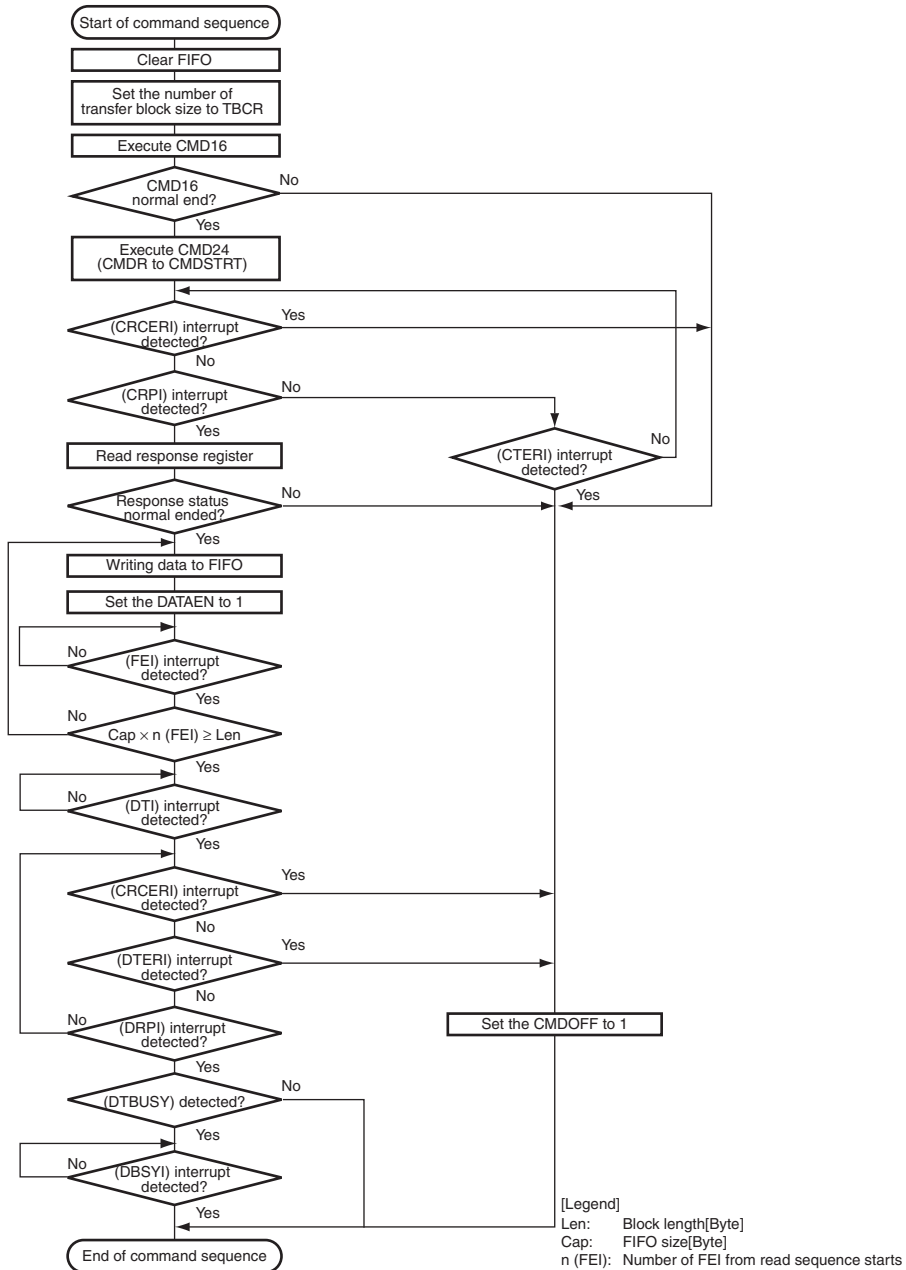 Start of command sequence
Clear FIFO
Set the number of
transfer block size to TBCR
Execute CMD16
CMD16
normal end?
No
Yes
Execute CMD24
(CMDR to CMDSTRT)
(CRCERI) interrupt
detected?
Yes
No
(CRPI) interrupt
detected?
No
Yes
(CTERI) interrupt
detected?
No
Yes
Read response register
Response status
normal ended?
No
Yes
Writing data to FIFO
Set the DATAEN to 1
(FEI) interrupt
detected?
No
Yes
Cap × n (FEI) ≥ Len
No
Yes
(DTI) interrupt
detected?
No
Yes
(CRCERI) interrupt
detected?
Yes
No
(DTERI) interrupt
detected?
Yes
No
(DRPI) interrupt
detected?
No
Yes
Set the CMDOFF to 1
(DTBUSY) detected?
No
Yes
(DBSYI) interrupt
detected?
No
Yes
End of command sequence
[Legend]
Len: Block length[Byte]
Cap: FIFO size[Byte]
n (FEI): Number of FEI from read sequence starts